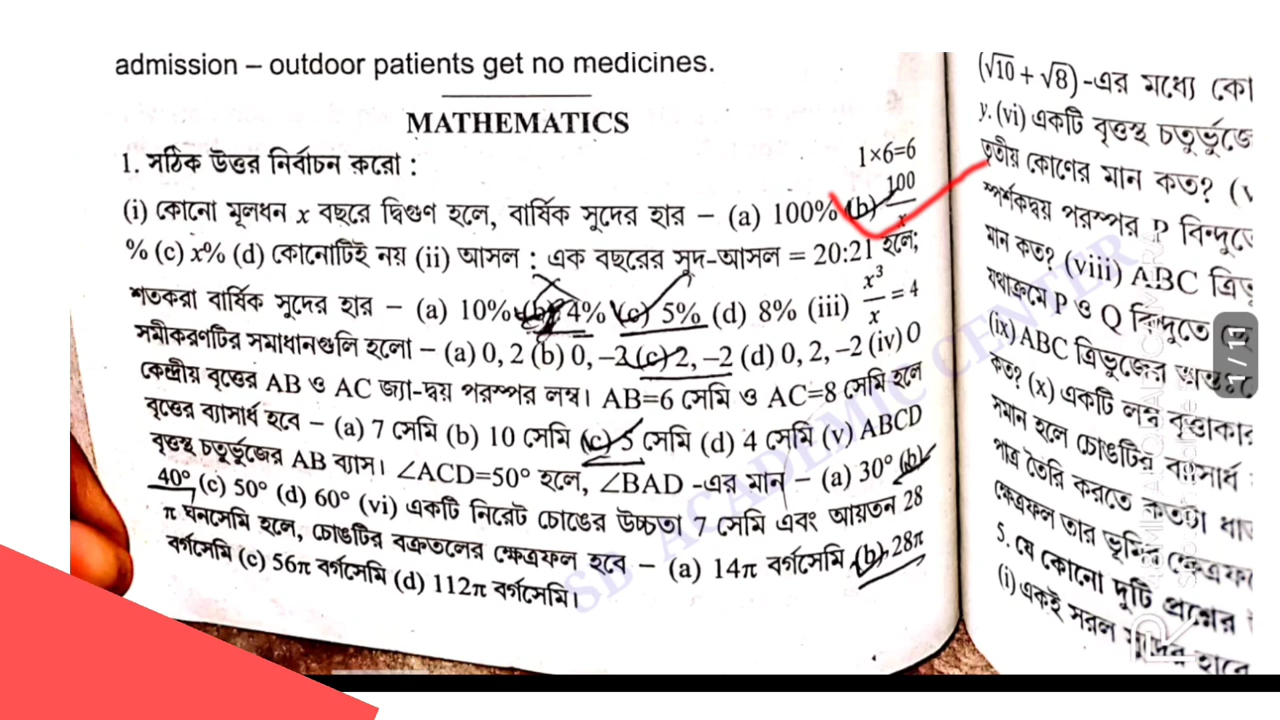 admission – outdoor patients get no medicines.
MATHEMATICS
1. সঠিক উত্তর নির্বাচন করো :
1×6=6
(i) কোনো মূলধন x বছরে দ্বিগুণ হলে, বার্ষিক সুদের হার – (a) 100% (b) 100/x
% (c) x% (d) কোনোটিই নয় (ii) আসল : এক বছরের সুদ-আসল = 20:21 হলে;
শতকরা বার্ষিক সুদের হার – (a) 10% (b) 4% (c) 5% (d) 8% (iii) x³/x = 4
সমীকরণটির সমাধানগুলি হলো – (a) 0, 2 (b) 0, –2 (c) 2, –2 (d) 0, 2, –2 (iv) O
কেন্দ্রীয় বৃত্তের AB ও AC জ্যা-দ্বয় পরস্পর লম্ব। AB=6 সেমি ও AC=8 সেমি হলে
বৃত্তের ব্যাসার্ধ হবে – (a) 7 সেমি (b) 10 সেমি (c) 5 সেমি (d) 4 সেমি (v) ABCD
বৃত্তস্থ চতুর্ভুজের AB ব্যাস। ∠ACD=50° হলে, ∠BAD -এর মান – (a) 30° (b)
40° (c) 50° (d) 60° (vi) একটি নিরেট চোঙের উচ্চতা 7 সেমি এবং আয়তন 28
π ঘনসেমি হলে, চোঙটির বক্রতলের ক্ষেত্রফল হবে – (a) 14π বর্গসেমি (b) 28π
বর্গসেমি (c) 56π বর্গসেমি (d) 112π বর্গসেমি।
SB ACADEMIC CENTER
(√10 + √8) -এর মধ্যে
y. (vi) একটি বৃত্তস্থ
তৃতীয় কোণের মান কত?
স্পর্শকদ্বয় পরস্পর P বিন্দুতে
মান কত? (viii) ABC
যথাক্রমে P ও Q বিন্দুতে
(ix) ABC ত্রিভুজের
কত? (x) একটি লম্ব বৃত্তাকার
সমান হলে চোঙটির ব্যাসার্ধ
পাত্র তৈরি করতে কতটা
ক্ষেত্রফল তার ভূমির
5. যে কোনো দুটি প্রশ্নের
(i) একই সরল সুদের হারে
1 / 11